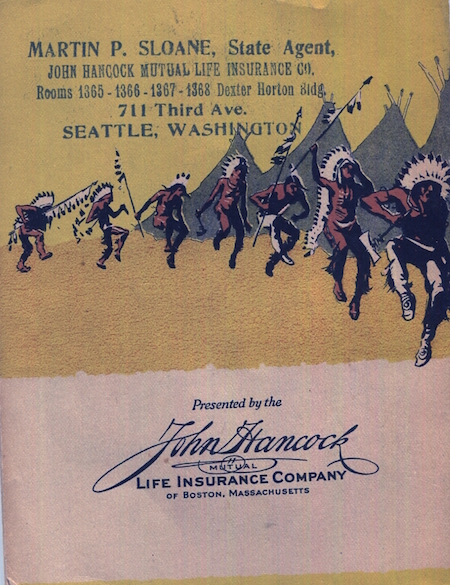 MARTIN P. SLOANE, State Agent,
JOHN HANCOCK MUTUAL LIFE INSURANCE CO.
Rooms 1365-1366-1367-1368 Dexter Horton Bldg.
711 Third Ave.
SEATTLE, WASHINGTON
Presented by the
John Hancock
MUTUAL
LIFE INSURANCE COMPANY
OF BOSTON, MASSACHUSETTS